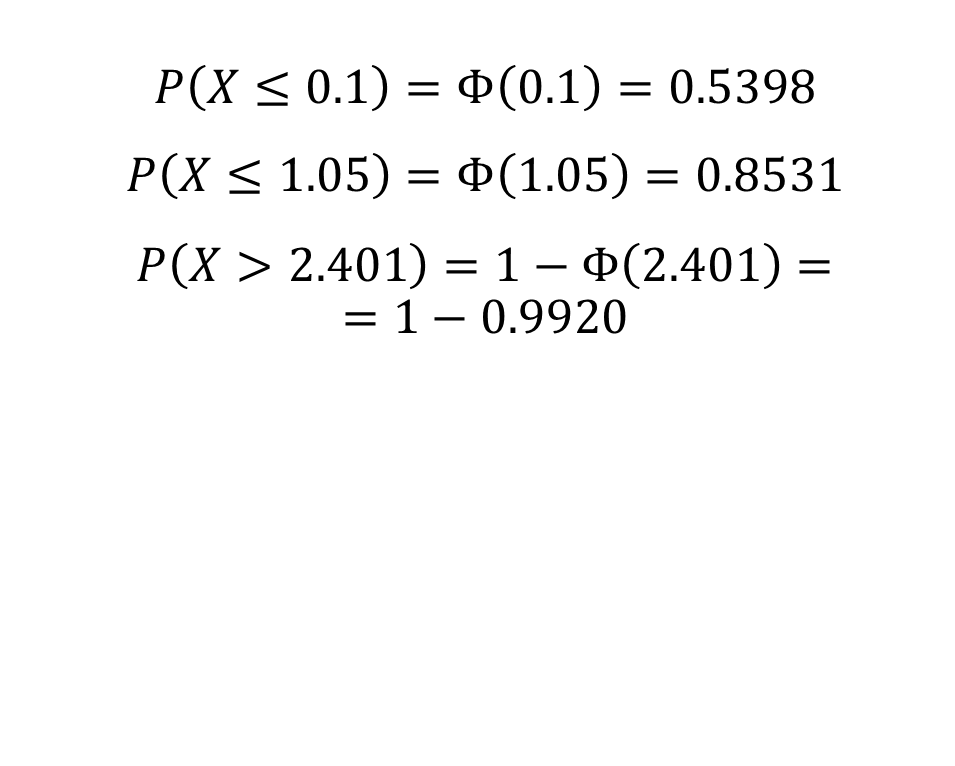 P(X ≤ 0.1) = Φ(0.1) = 0.5398
P(X ≤ 1.05) = Φ(1.05) = 0.8531
P(X > 2.401) = 1 − Φ(2.401) =
= 1 − 0.9920